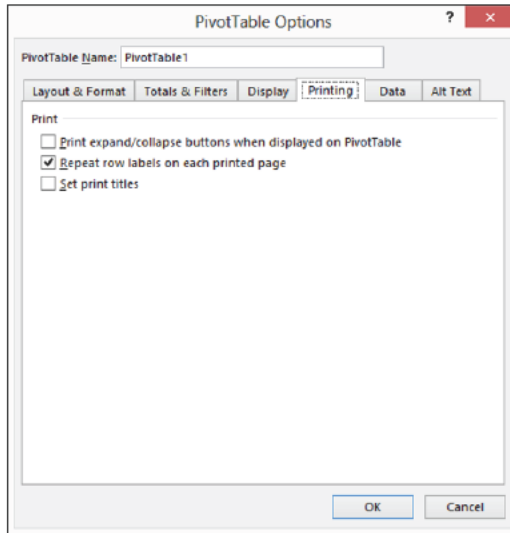 PivotTable Options ? ×
PivotTable Name: PivotTable1
Layout & Format Totals & Filters Display Printing Data Alt Text
Print
Print expand/collapse buttons when displayed on PivotTable
Repeat row labels on each printed page
Set print titles
OK Cancel